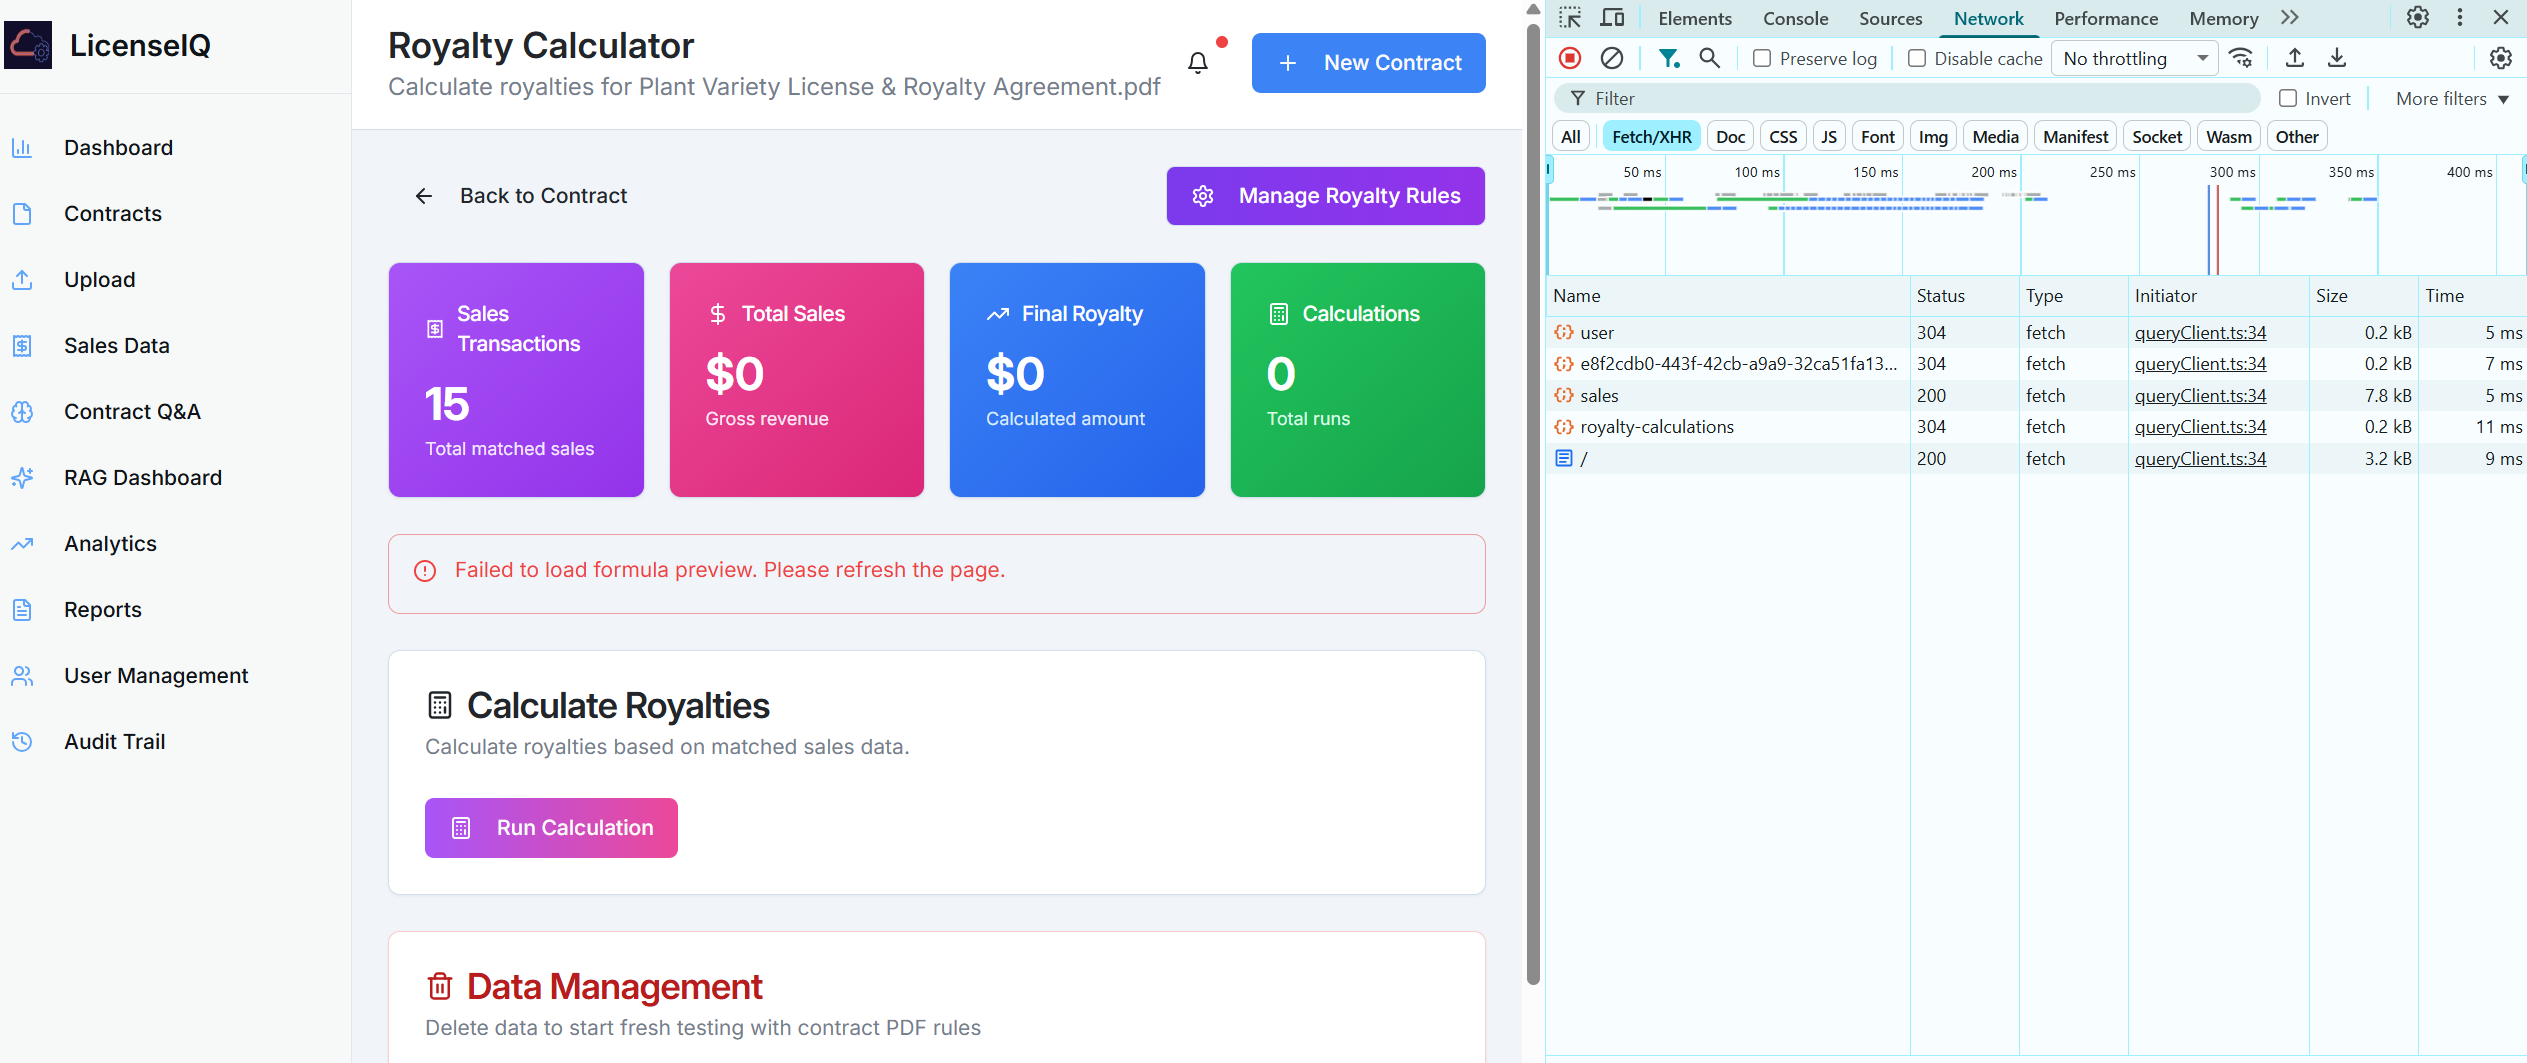 LicenseIQ
Dashboard
Contracts
Upload
Sales Data
Contract Q&A
RAG Dashboard
Analytics
Reports
User Management
Audit Trail
Royalty Calculator
Calculate royalties for Plant Variety License & Royalty Agreement.pdf
New Contract
Back to Contract
Manage Royalty Rules
Sales
Transactions
15
Total matched sales
Total Sales
$0
Gross revenue
Final Royalty
$0
Calculated amount
Calculations
0
Total runs
Failed to load formula preview. Please refresh the page.
Calculate Royalties
Calculate royalties based on matched sales data.
Run Calculation
Data Management
Delete data to start fresh testing with contract PDF rules
Elements Console Sources Network Performance Memory
Preserve log Disable cache No throttling
Filter Invert More filters
All Fetch/XHR Doc CSS JS Font Img Media Manifest Socket Wasm Other
50 ms 100 ms 150 ms 200 ms 250 ms 300 ms 350 ms 400 ms
Name Status Type Initiator Size Time
user 304 fetch queryClient.ts:34 0.2 kB 5 ms
e8f2cdb0-443f-42cb-a9a9-32ca51fa13... 304 fetch queryClient.ts:34 0.2 kB 7 ms
sales 200 fetch queryClient.ts:34 7.8 kB 5 ms
royalty-calculations 304 fetch queryClient.ts:34 0.2 kB 11 ms
/ 200 fetch queryClient.ts:34 3.2 kB 9 ms